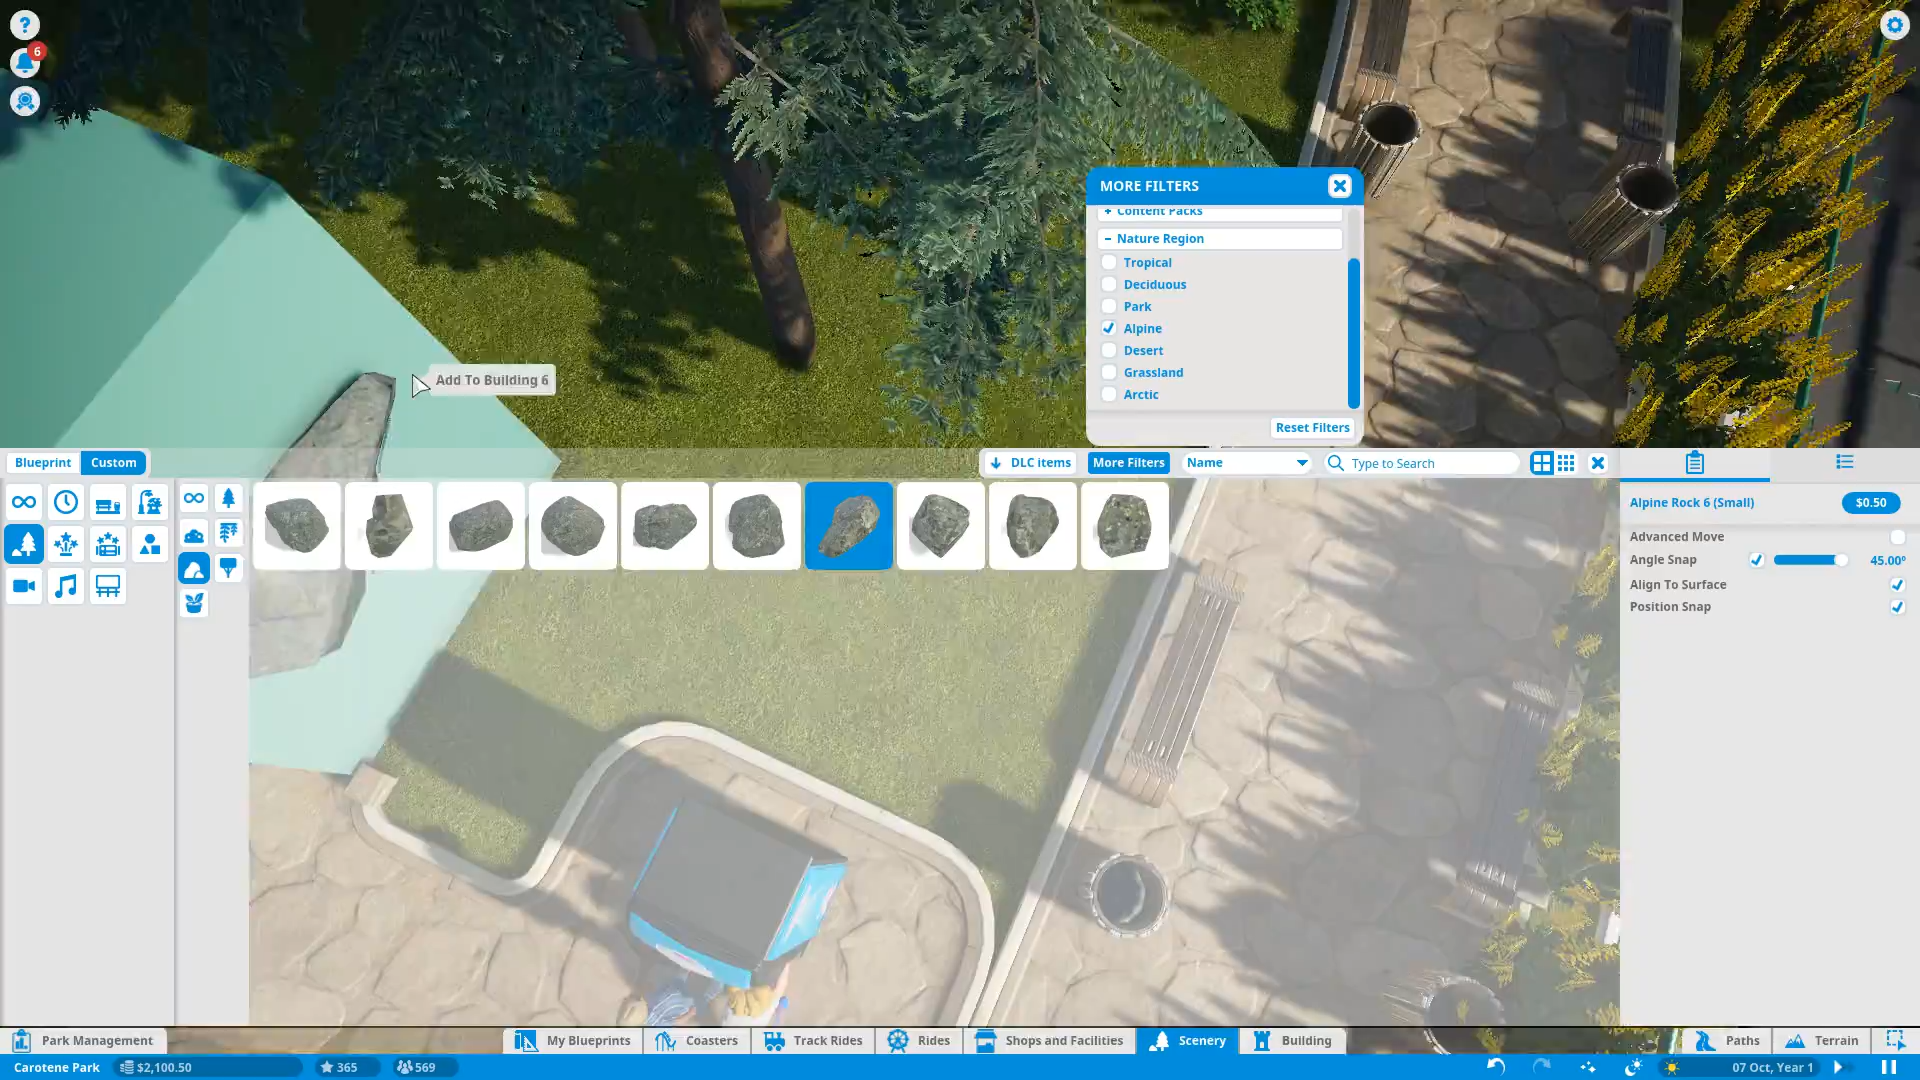 ?
6
MORE FILTERS
+ Content Packs
– Nature Region
Tropical
Deciduous
Park
Alpine
Desert
Grassland
Arctic
Reset Filters
Add To Building 6
Blueprint
Custom
DLC items
More Filters
Name
Type to Search
Alpine Rock 6 (Small)
$0.50
Advanced Move
Angle Snap
45.00°
Align To Surface
Position Snap
Park Management
My Blueprints
Coasters
Track Rides
Rides
Shops and Facilities
Scenery
Building
Paths
Terrain
Carotene Park
$2,100.50
365
569
07 Oct, Year 1